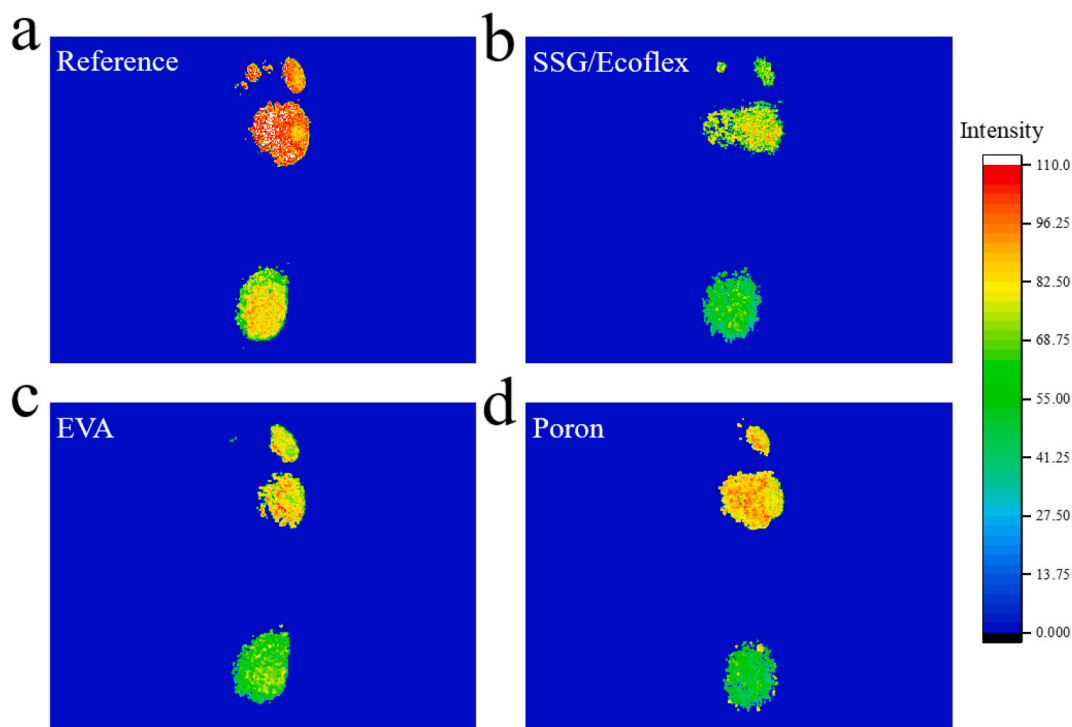 a
Reference
b
SSG/Ecoflex
Intensity
110.0
96.25
82.50
68.75
55.00
41.25
27.50
13.75
0.000
c
EVA
d
Poron